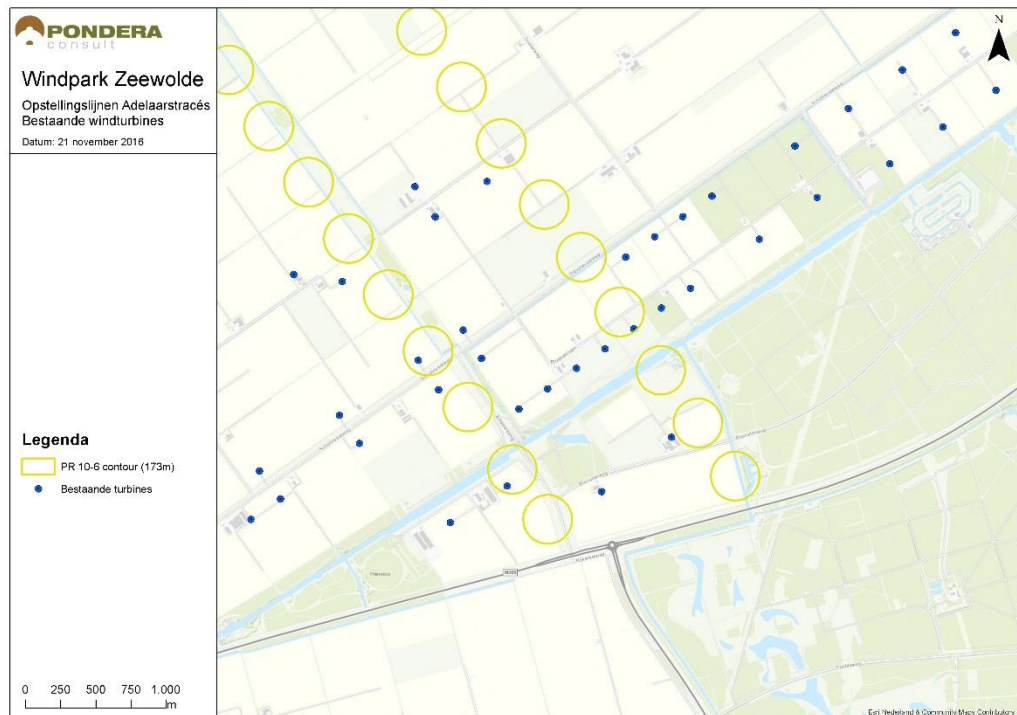 PONDERA
consult
Windpark Zeewolde
Opstellingslijnen Adelaarstracés
Bestaande windturbines
Datum: 21 november 2016
N
Legenda
PR 10-6 contour (173m)
Bestaande turbines
0 250 500 750 1.000
m
Esri Nederland & Community Maps Contributors